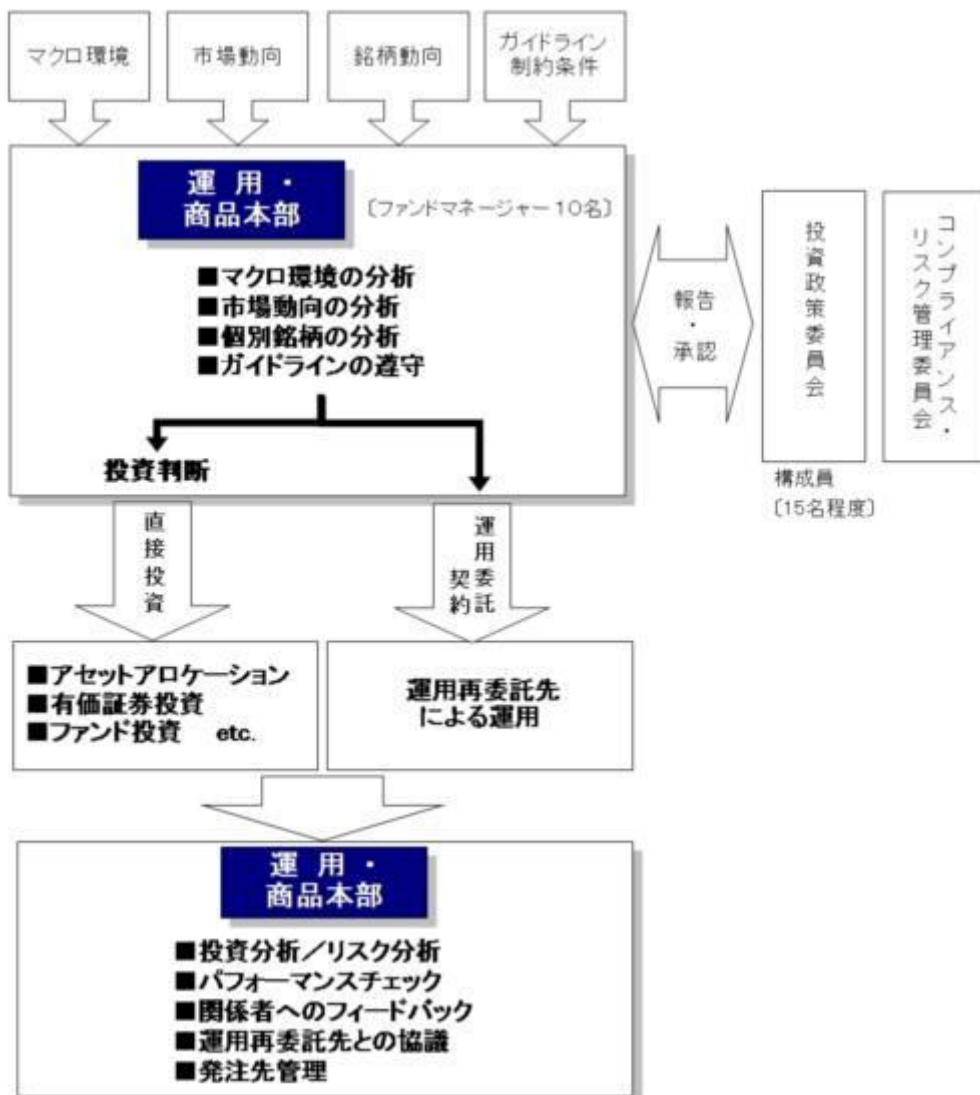 マクロ環境
市場動向
銘柄動向
ガイドライン
制約条件
運 用 ・
商品本部
〔ファンドマネージャー10名〕
■マクロ環境の分析
■市場動向の分析
■個別銘柄の分析
■ガイドラインの遵守
投資判断
報告
・
承認
投資政策委員会
コンプライアンス・
リスク管理委員会
構成員
〔15名程度〕
直接投資
運用委託
契約
■アセットアロケーション
■有価証券投資
■ファンド投資 etc.
運用再委託先
による運用
運 用 ・
商品本部
■投資分析／リスク分析
■パフォーマンスチェック
■関係者へのフィードバック
■運用再委託先との協議
■発注先管理